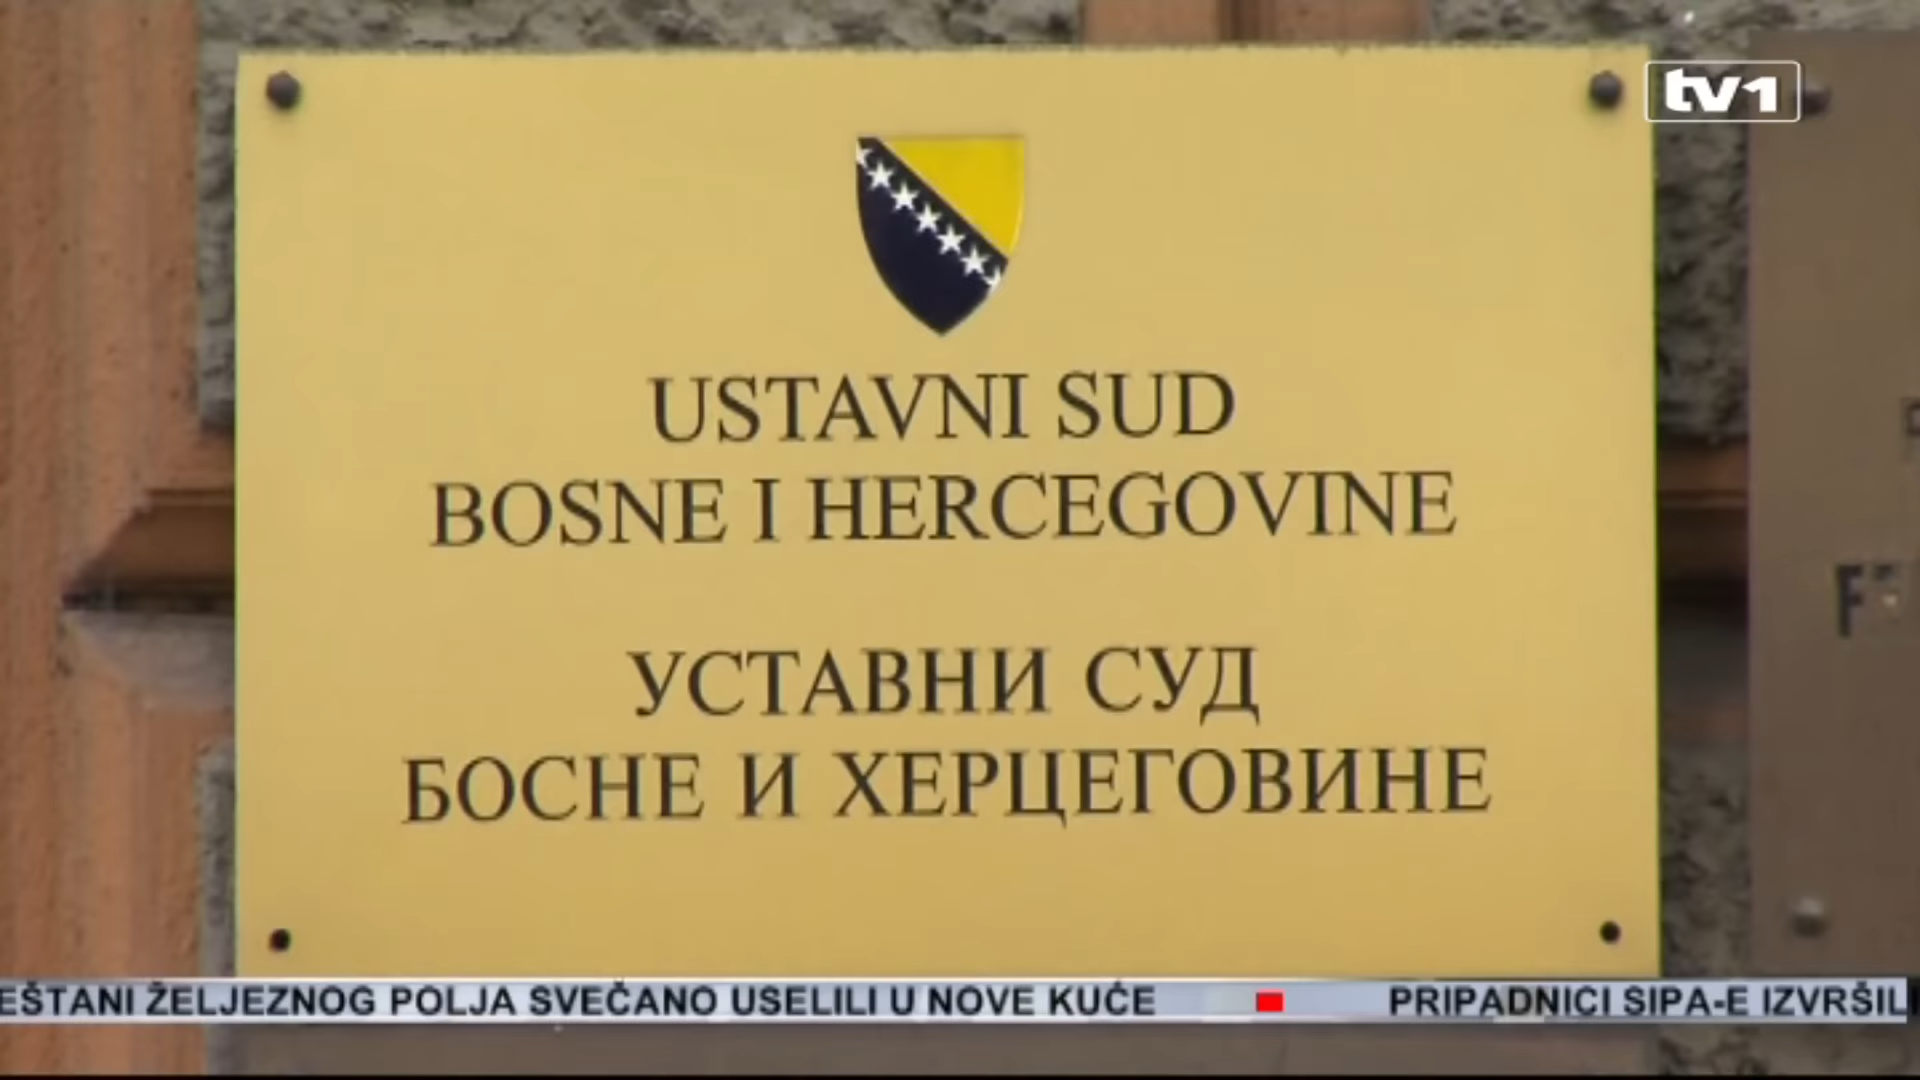 tv1
USTAVNI SUD
BOSNE I HERCEGOVINE
УСТАВНИ СУД
БОСНЕ И ХЕРЦЕГОВИНЕ
EŠTANI ŽELJEZNOG POLJA SVEČANO USELILI U NOVE KUĆE
PRIPADNICI SIPA-E IZVRŠILI